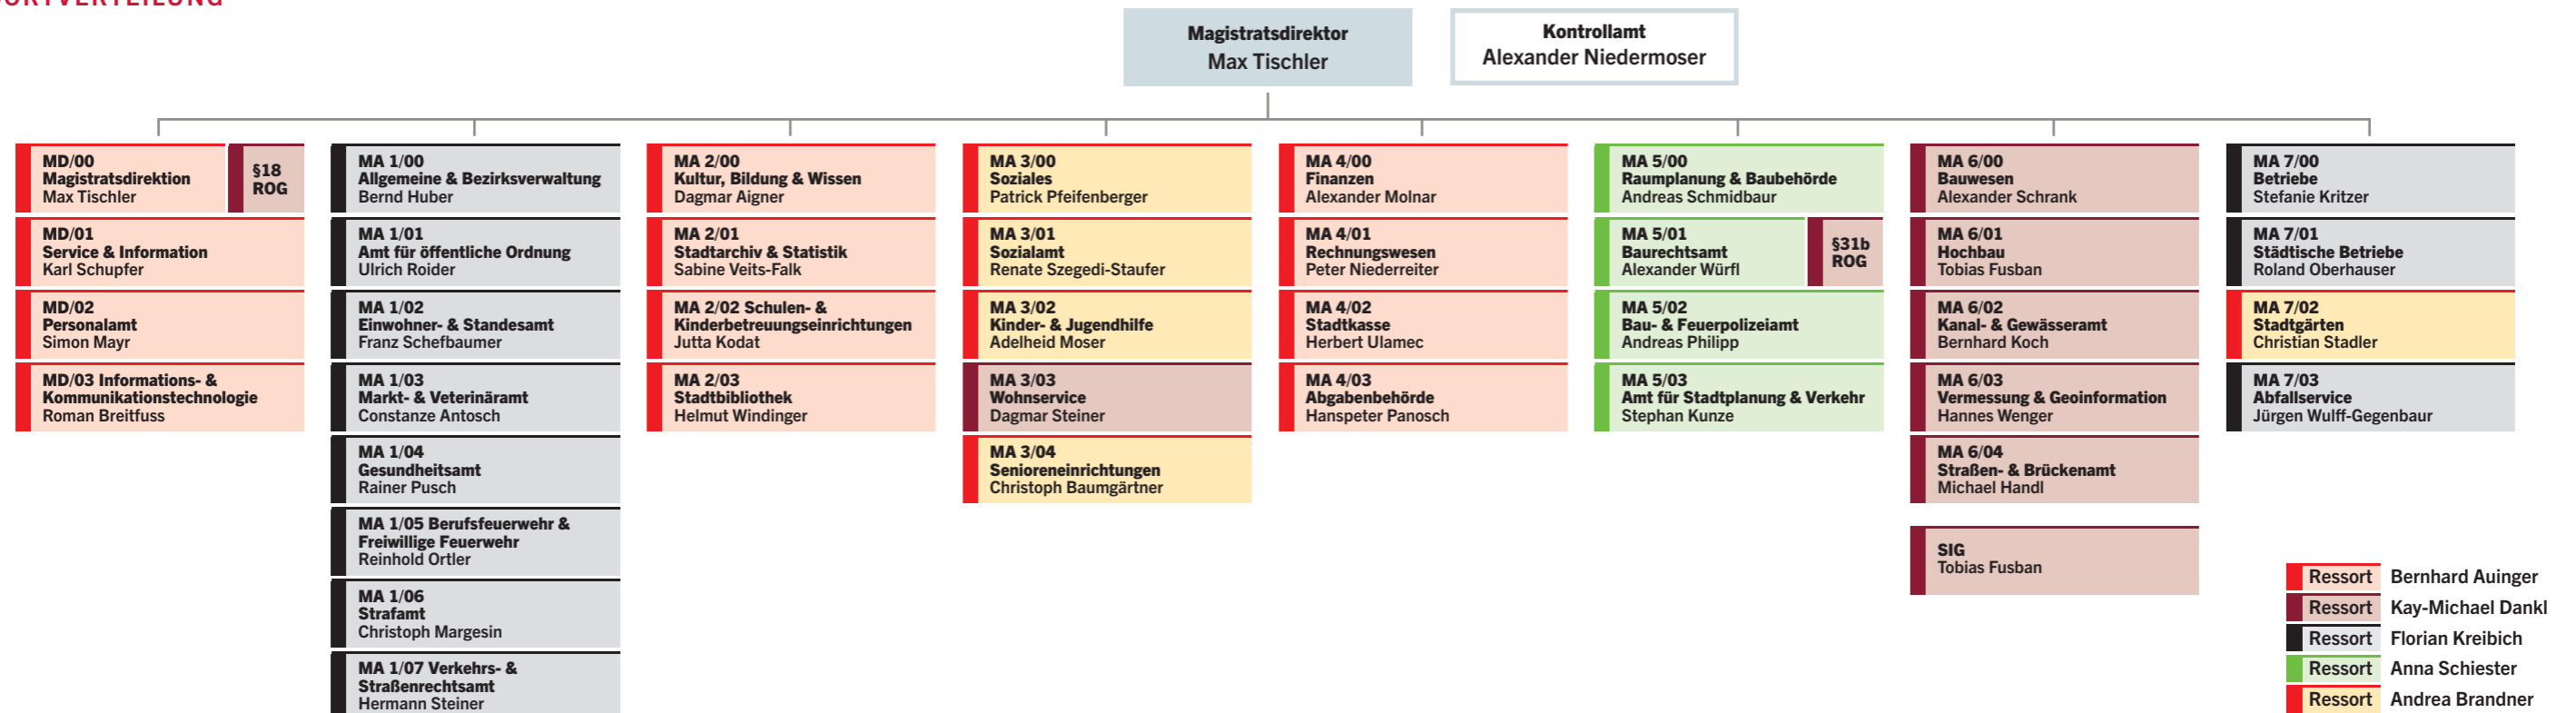 Magistratsdirektor
Max Tischler
Kontrollamt
Alexander Niedermoser
MD/00
Magistratsdirektion
Max Tischler
§18
ROG
MD/01
Service & Information
Karl Schupfer
MD/02
Personalamt
Simon Mayr
MD/03 Informations- &
Kommunikationstechnologie
Roman Breitfuss
MA 1/00
Allgemeine & Bezirksverwaltung
Bernd Huber
MA 1/01
Amt für öffentliche Ordnung
Ulrich Roider
MA 1/02
Einwohner- & Standesamt
Franz Schefbaumer
MA 1/03
Markt- & Veterinäramt
Constanze Antosch
MA 1/04
Gesundheitsamt
Rainer Pusch
MA 1/05 Berufsfeuerwehr &
Freiwillige Feuerwehr
Reinhold Ortler
MA 1/06
Strafamt
Christoph Margesin
MA 1/07 Verkehrs- &
Straßenrechtsamt
Hermann Steiner
MA 2/00
Kultur, Bildung & Wissen
Dagmar Aigner
MA 2/01
Stadtarchiv & Statistik
Sabine Veits-Falk
MA 2/02 Schulen- &
Kinderbetreuungseinrichtungen
Jutta Kodat
MA 2/03
Stadtbibliothek
Helmut Windinger
MA 3/00
Soziales
Patrick Pfeifenberger
MA 3/01
Sozialamt
Renate Szegedi-Staufer
MA 3/02
Kinder- & Jugendhilfe
Adelheid Moser
MA 3/03
Wohnservice
Dagmar Steiner
MA 3/04
Senioreneinrichtungen
Christoph Baumgärtner
MA 4/00
Finanzen
Alexander Molnar
MA 4/01
Rechnungswesen
Peter Niederreiter
MA 4/02
Stadtkasse
Herbert Ulamec
MA 4/03
Abgabenbehörde
Hanspeter Panosch
MA 5/00
Raumplanung & Baubehörde
Andreas Schmidbaur
MA 5/01
Baurechtsamt
Alexander Würfl
§31b
ROG
MA 5/02
Bau- & Feuerpolizeiamt
Andreas Philipp
MA 5/03
Amt für Stadtplanung & Verkehr
Stephan Kunze
MA 6/00
Bauwesen
Alexander Schrank
MA 6/01
Hochbau
Tobias Fusban
MA 6/02
Kanal- & Gewässeramt
Bernhard Koch
MA 6/03
Vermessung & Geoinformation
Hannes Wenger
MA 6/04
Straßen- & Brückenamt
Michael Handl
SIG
Tobias Fusban
MA 7/00
Betriebe
Stefanie Kritzer
MA 7/01
Städtische Betriebe
Roland Oberhauser
MA 7/02
Stadtgärten
Christian Stadler
MA 7/03
Abfallservice
Jürgen Wulff-Gegenbaur
Ressort Bernhard Auinger
Ressort Kay-Michael Dankl
Ressort Florian Kreibich
Ressort Anna Schiester
Ressort Andrea Brandner